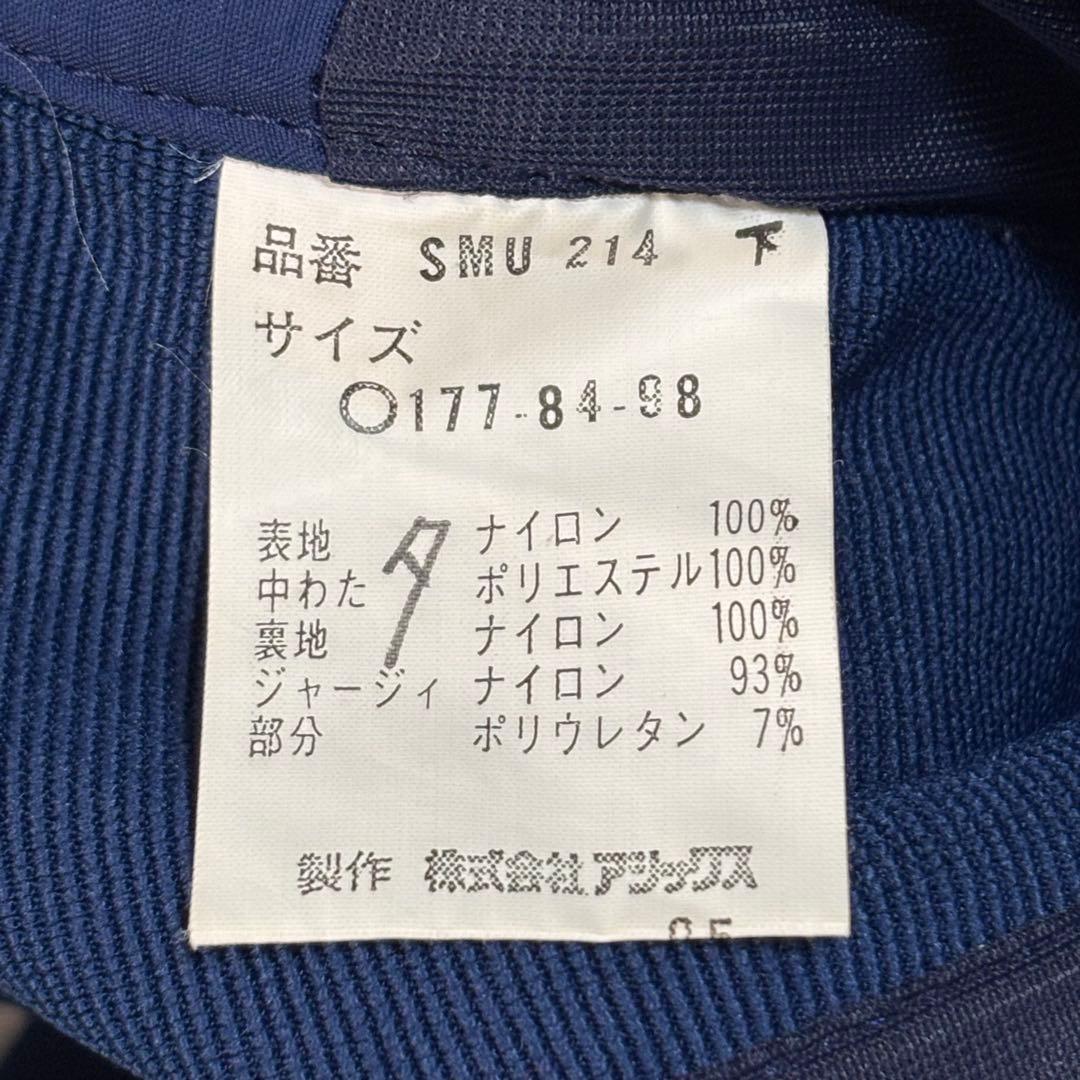 品番 SMU 214 下
サイズ
〇177-84-98
表地 ナイロン 100%
中わた ポリエステル100%
裏地 ナイロン 100%
ジャージィ ナイロン 93%
部分 ポリウレタン 7%
タ
製作 株式会社アシックス